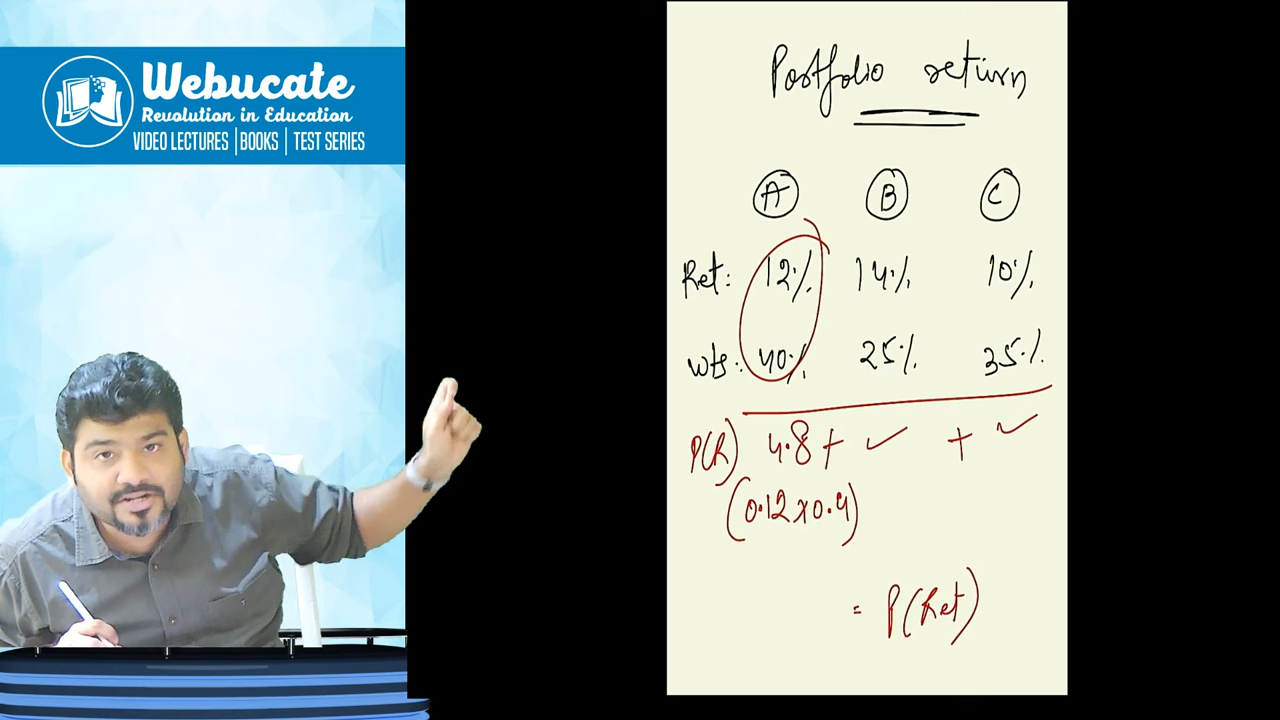 Webucate
Revolution in Education
VIDEO LECTURES | BOOKS | TEST SERIES
Portfolio return
A B C
Ret: 12% 14% 10%
Wts: 40% 25% 35%
P(R) 4.8 + ✓ + ✓
(0.12 x 0.4)
= P(Ret)